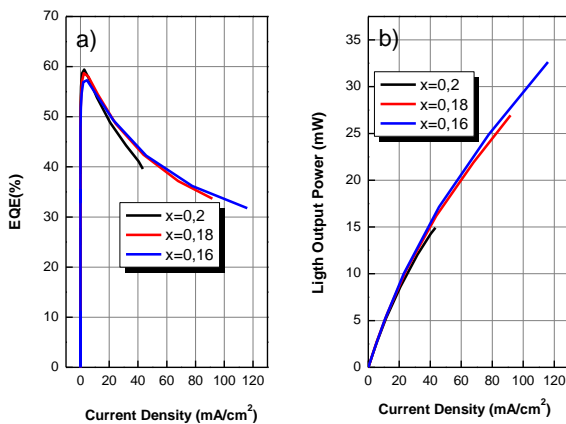 a)
EQE(%)
70
60
50
40
30
20
10
0
x=0,2
x=0,18
x=0,16
0 20 40 60 80 100 120
Current Density (mA/cm²)
b)
Ligth Output Power (mW)
35
30
25
20
15
10
5
0
x=0,2
x=0,18
x=0,16
0 20 40 60 80 100 120
Current Density (mA/cm²)